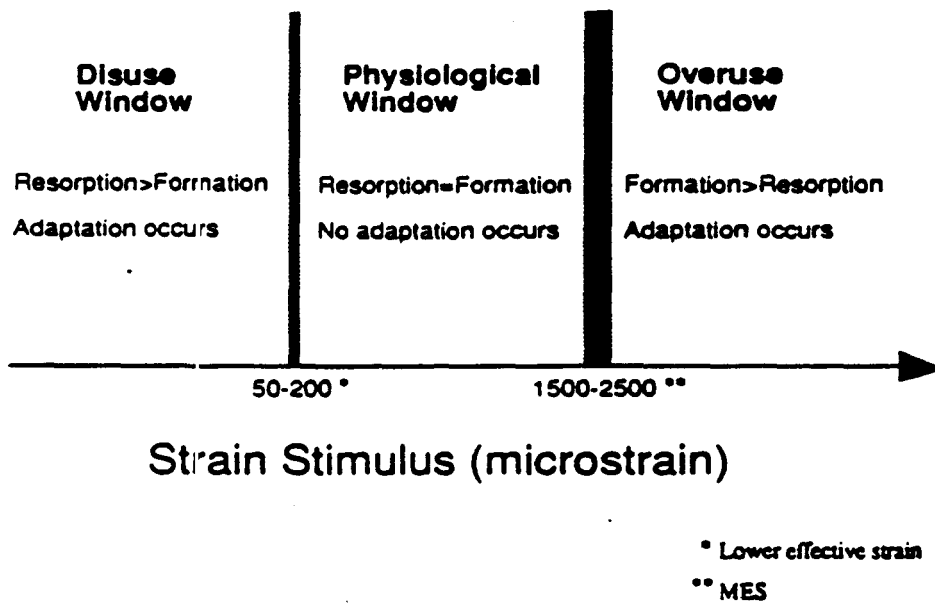 Disuse
Window
Physiological
Window
Overuse
Window
Resorption>Formation
Adaptation occurs
Resorption=Formation
No adaptation occurs
Formation>Resorption
Adaptation occurs
50-200 *
1500-2500 **
Strain Stimulus (microstrain)
* Lower effective strain
** MES